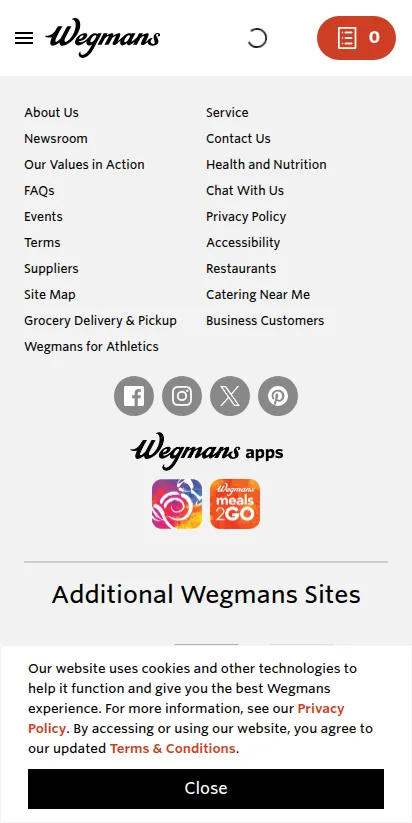 Wegmans
0
About Us
Service
Newsroom
Contact Us
Our Values in Action
Health and Nutrition
FAQs
Chat With Us
Events
Privacy Policy
Terms
Accessibility
Suppliers
Restaurants
Site Map
Catering Near Me
Grocery Delivery & Pickup
Business Customers
Wegmans for Athletics
Wegmans apps
Wegmans
meals
2GO
Additional Wegmans Sites
Our website uses cookies and other technologies to
help it function and give you the best Wegmans
experience. For more information, see our Privacy
Policy. By accessing or using our website, you agree to
our updated Terms & Conditions.
Close